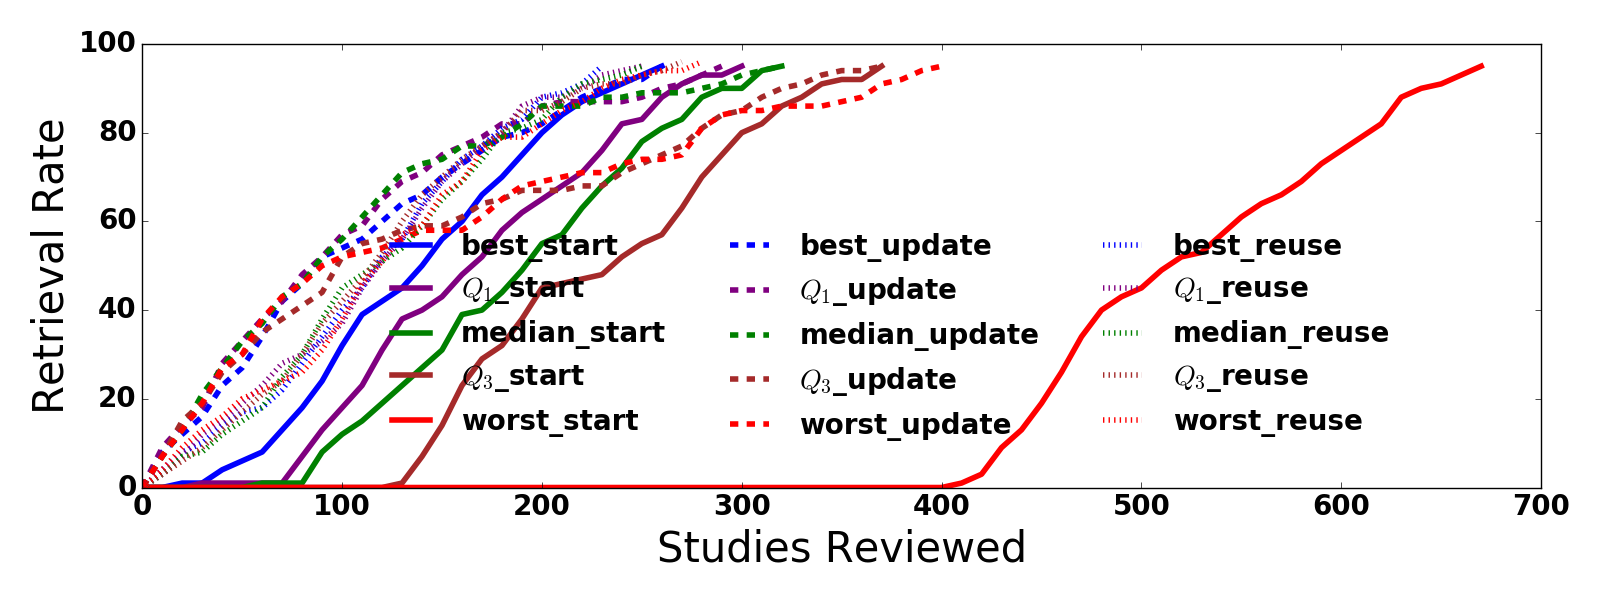 100
80
60
40
20
0
Retrieval Rate
best_start best_update best_reuse
Q1_start Q1_update Q1_reuse
median_start median_update median_reuse
Q3_start Q3_update Q3_reuse
worst_start worst_update worst_reuse
0 100 200 300 400 500 600 700
Studies Reviewed